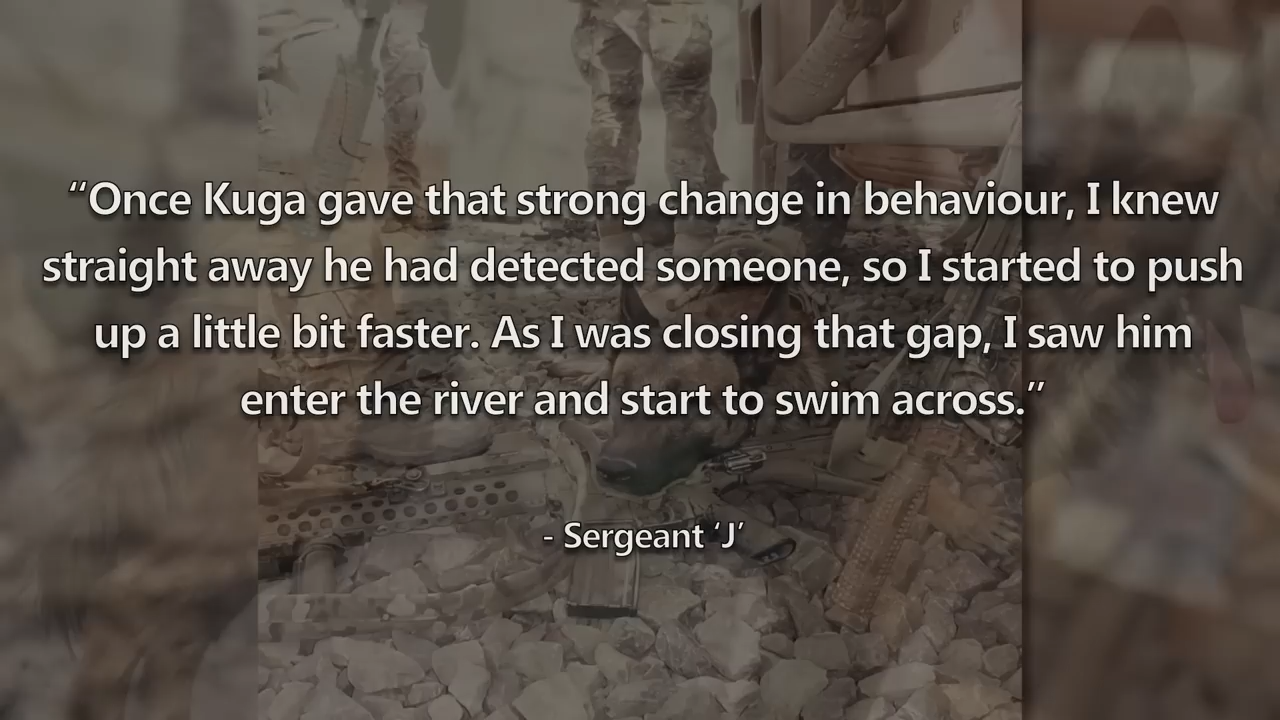 “Once Kuga gave that strong change in behaviour, I knew
straight away he had detected someone, so I started to push
up a little bit faster. As I was closing that gap, I saw him
enter the river and start to swim across.”
- Sergeant ‘J’